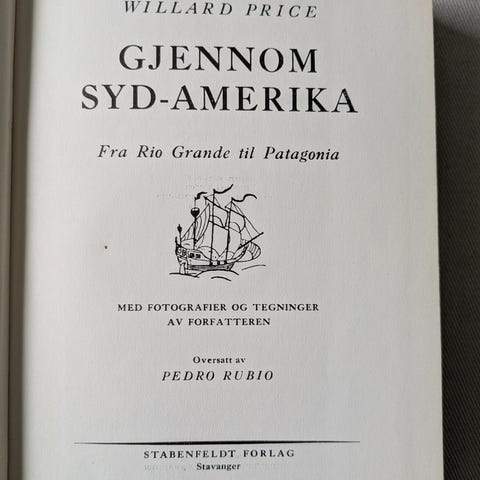 WILLARD PRICE
GJENNOM
SYD-AMERIKA
Fra Rio Grande til Patagonia
MED FOTOGRAFIER OG TEGNINGER
AV FORFATTEREN
Oversatt av
PEDRO RUBIO
STABENFELDT FORLAG
Stavanger